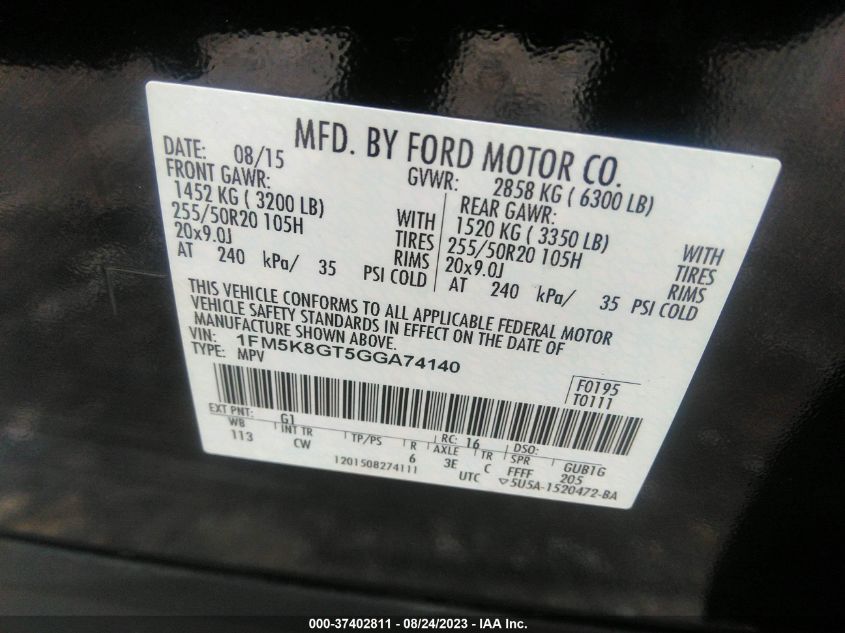 MFD. BY FORD MOTOR CO.
DATE: 08/15 GVWR: 2858 KG ( 6300 LB)
FRONT GAWR: REAR GAWR:
1452 KG ( 3200 LB) WITH 1520 KG ( 3350 LB) WITH
255/50R20 105H TIRES 255/50R20 105H TIRES
20x9.0J RIMS 20x9.0J RIMS
AT 240 kPa/ 35 PSI COLD AT 240 kPa/ 35 PSI COLD
THIS VEHICLE CONFORMS TO ALL APPLICABLE FEDERAL MOTOR
VEHICLE SAFETY STANDARDS IN EFFECT ON THE DATE OF
MANUFACTURE SHOWN ABOVE.
VIN: 1FM5K8GT5GGA74140
TYPE: MPV
F0195
T0111
EXT PNT: G1 RC: 16 DSO:
WB INT TR TP/PS R AXLE TR SPR GUB1G
113 CW 6 3E C FFFF 205
1201508274111 UTC ▽5U5A-1520472-BA
000-37402811 - 08/24/2023 - IAA Inc.